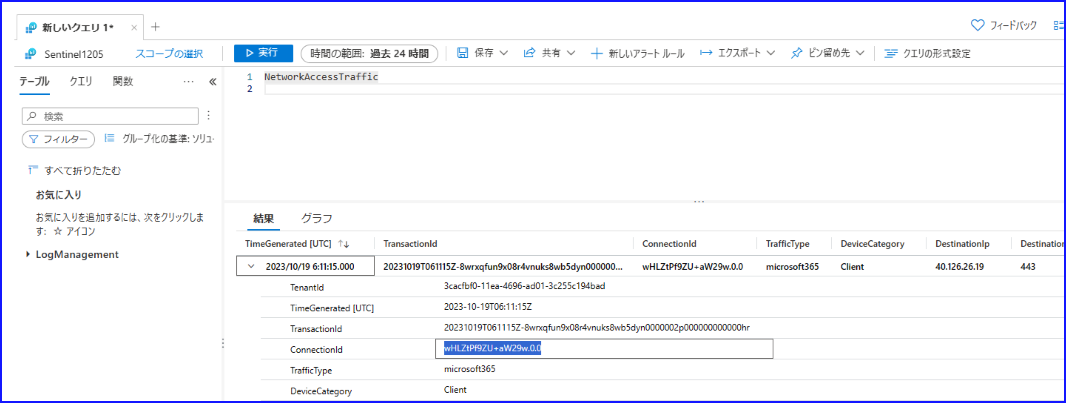 新しいクエリ 1* × +
フィードバック
Sentinel1205 スコープの選択 実行 時間の範囲: 過去 24 時間 保存 共有 新しいアラート ルール エクスポート ピン留め先 クエリの形式設定
テーブル クエリ 関数 … «
1 NetworkAccessTraffic
2
検索
フィルター グループ化の基準: ソリュ
すべて折りたたむ
お気に入り
お気に入りを追加するには、次をクリックしま
す: ☆ アイコン
LogManagement
結果 グラフ
TimeGenerated [UTC] ↑↓ TransactionId ConnectionId TrafficType DeviceCategory DestinationIp Destination
2023/10/19 6:11:15.000 20231019T061115Z-8wrxqfun9x08r4vnuks8wb5dyn000000... wHLZtPf9ZU+aW29w.0.0 microsoft365 Client 40.126.26.19 443
TenantId 3cacfbf0-11ea-4696-ad01-3c255c194bad
TimeGenerated [UTC] 2023-10-19T06:11:15Z
TransactionId 20231019T061115Z-8wrxqfun9x08r4vnuks8wb5dyn0000002p000000000000hr
ConnectionId wHLZtPf9ZU+aW29w.0.0
TrafficType microsoft365
DeviceCategory Client